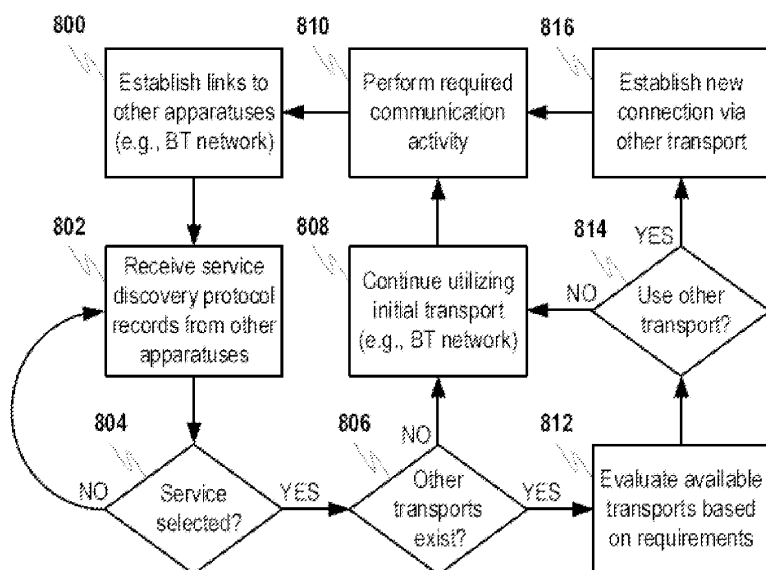 800
Establish links to
other apparatuses
(e.g., BT network)
810
Perform required
communication
activity
816
Establish new
connection via
other transport
802
Receive service
discovery protocol
records from other
apparatuses
808
Continue utilizing
initial transport
(e.g., BT network)
814
YES
NO
Use other
transport?
804
NO
Service
selected?
YES
806
NO
Other
transports
exist?
YES
812
Evaluate available
transports based
on requirements